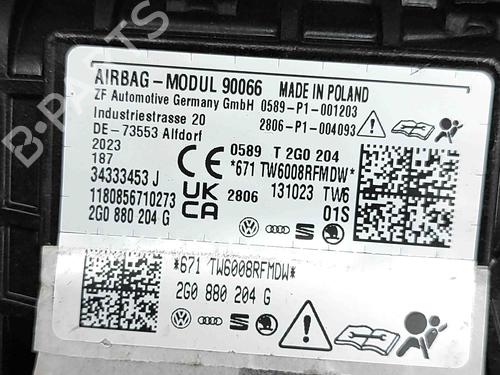 AIRBAG-MODUL 90066 MADE IN POLAND
ZF Automotive Germany GmbH 0589-P1-001203
Industriestrasse 20 2806-P1-004093
DE-73553 Alfdorf
2023 0589 T 2G0 204
187 CE *671 TW6008RFMDW*
34333453 J UK CA 2806 131023 TW6
1180856710273 01S
2G0 880 204 G
*671 TW6008RFMDW*
2G0 880 204 G
B-PARTS